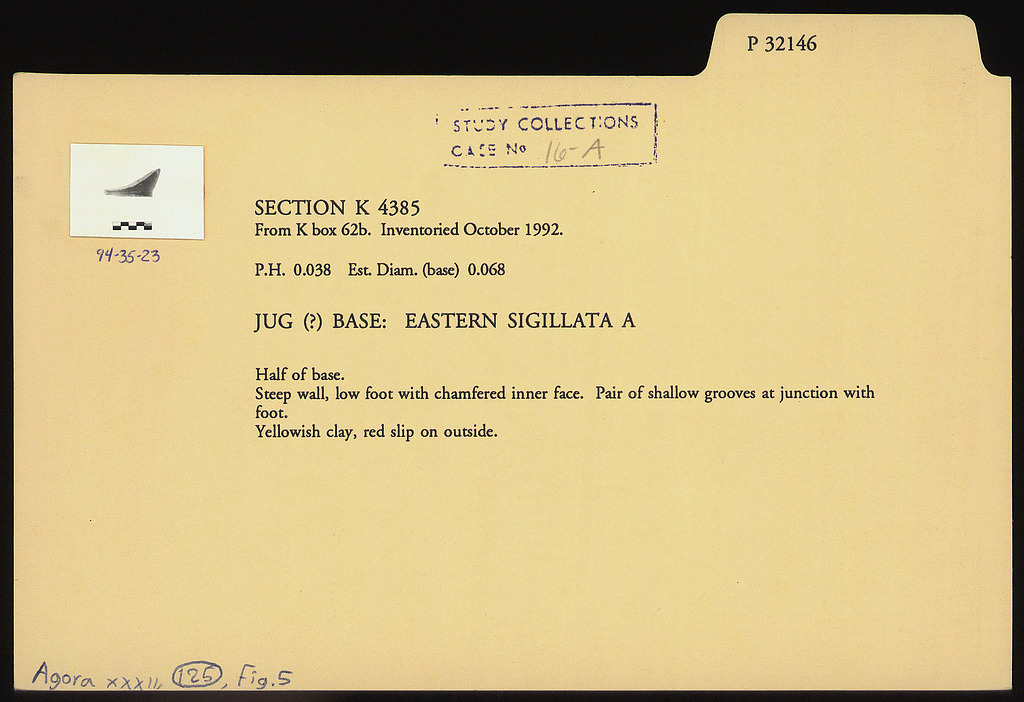 P 32146
STUDY COLLECTIONS
CASE No 16-A
94-35-23
SECTION K 4385
From K box 62b. Inventoried October 1992.
P.H. 0.038 Est. Diam. (base) 0.068
JUG (?) BASE: EASTERN SIGILLATA A
Half of base.
Steep wall, low foot with chamfered inner face. Pair of shallow grooves at junction with
foot.
Yellowish clay, red slip on outside.
Agora XXXII, 125, Fig.5